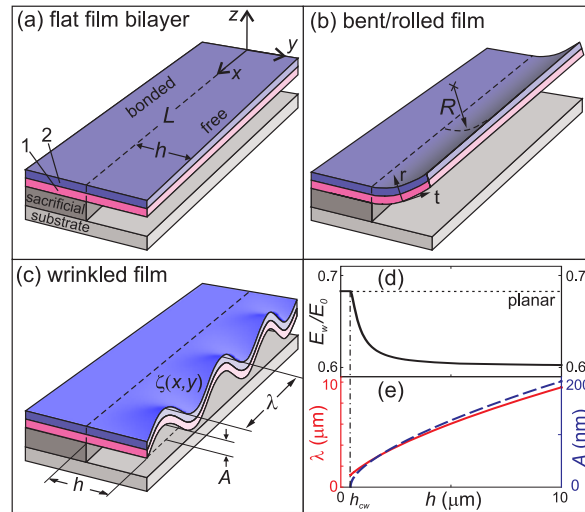 (a) flat film bilayer
z
y
x
bonded
L
free
h
2
1
sacrificial
substrate
(b) bent/rolled film
R
r
t
(c) wrinkled film
ζ(x,y)
λ
h
A
(d)
0.7
0.7
planar
E_w/E_0
0.6
0.6
(e)
10
200
λ (μm)
A (nm)
0
0
0
h_cw
h (μm)
10